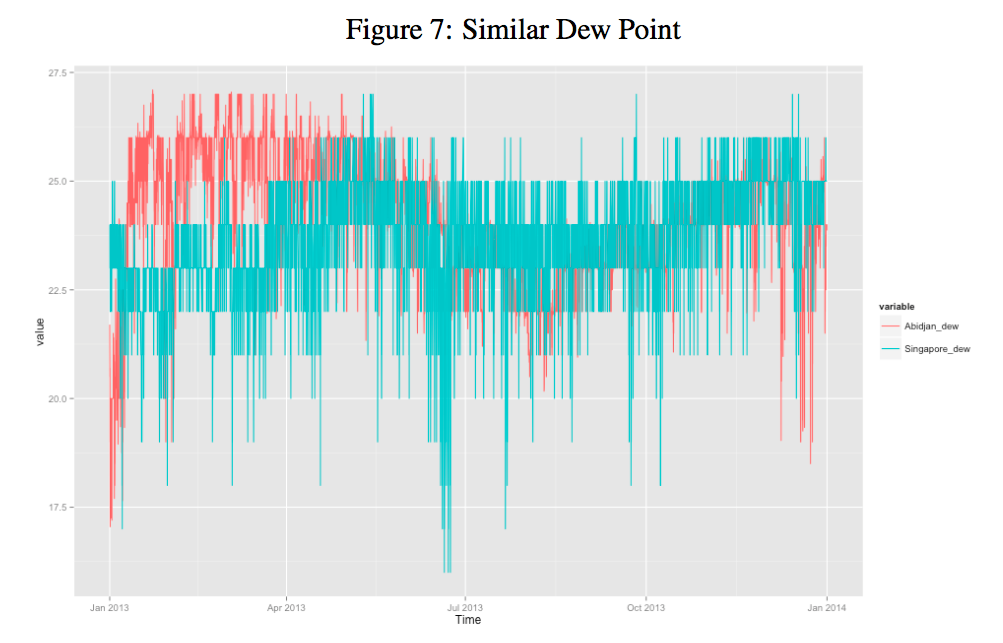 Figure 7: Similar Dew Point
27.5
25.0
22.5
20.0
17.5
value
Jan 2013
Apr 2013
Jul 2013
Oct 2013
Jan 2014
Time
variable
Abidjan_dew
Singapore_dew